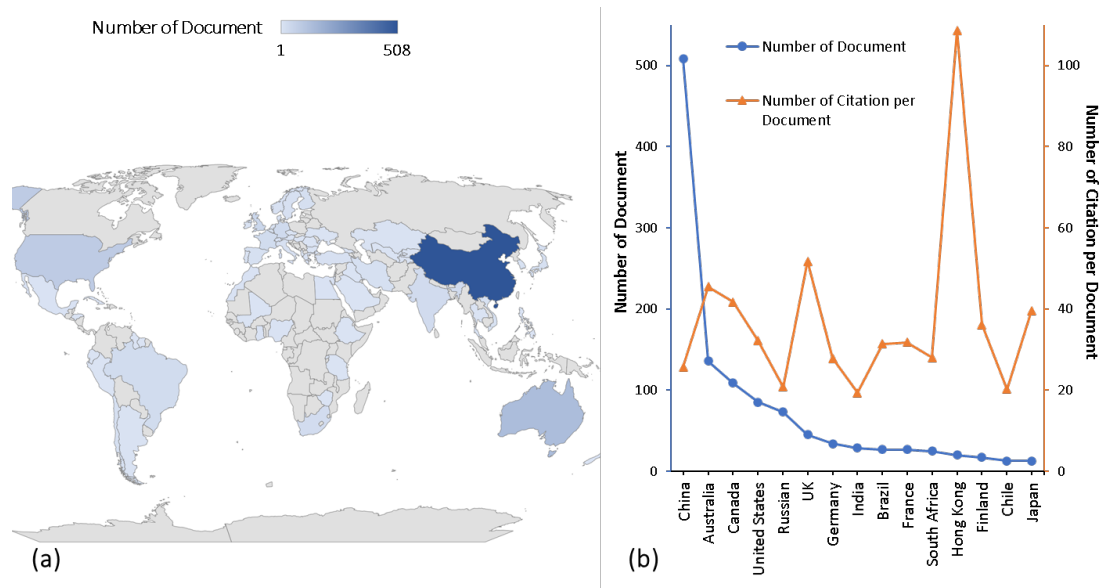 Number of Document
1
508
(a)
Number of Document
Number of Citation per
Document
500
400
300
200
100
0
Number of Document
100
80
60
40
20
0
Number of Citation per Document
China
Australia
Canada
United States
Russian
UK
Germany
India
Brazil
France
South Africa
Hong Kong
Finland
Chile
Japan
(b)